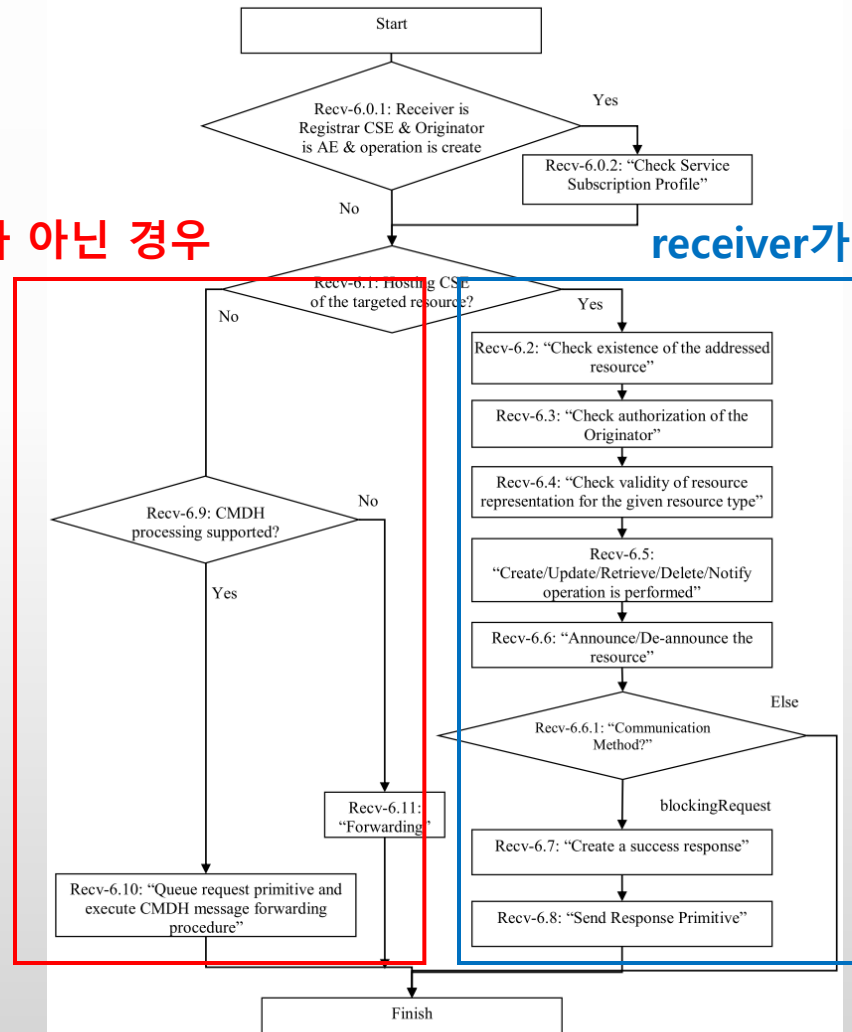 Start
Recv-6.0.1: Receiver is
Registrar CSE & Originator
is AE & operation is create
Yes
Recv-6.0.2: “Check Service
Subscription Profile”
No
아닌 경우
receiver가
Recv-6.1: Hosting CSE
of the targeted resource?
No
Yes
Recv-6.2: “Check existence of the addressed
resource”
Recv-6.3: “Check authorization of the
Originator”
Recv-6.4: “Check validity of resource
representation for the given resource type”
Recv-6.9: CMDH
processing supported?
No
Yes
Recv-6.5:
“Create/Update/Retrieve/Delete/Notify
operation is performed”
Recv-6.6: “Announce/De-announce the
resource”
Recv-6.6.1: “Communication
Method?”
Else
blockingRequest
Recv-6.11:
“Forwarding”
Recv-6.7: “Create a success response”
Recv-6.10: “Queue request primitive and
execute CMDH message forwarding
procedure”
Recv-6.8: “Send Response Primitive”
Finish